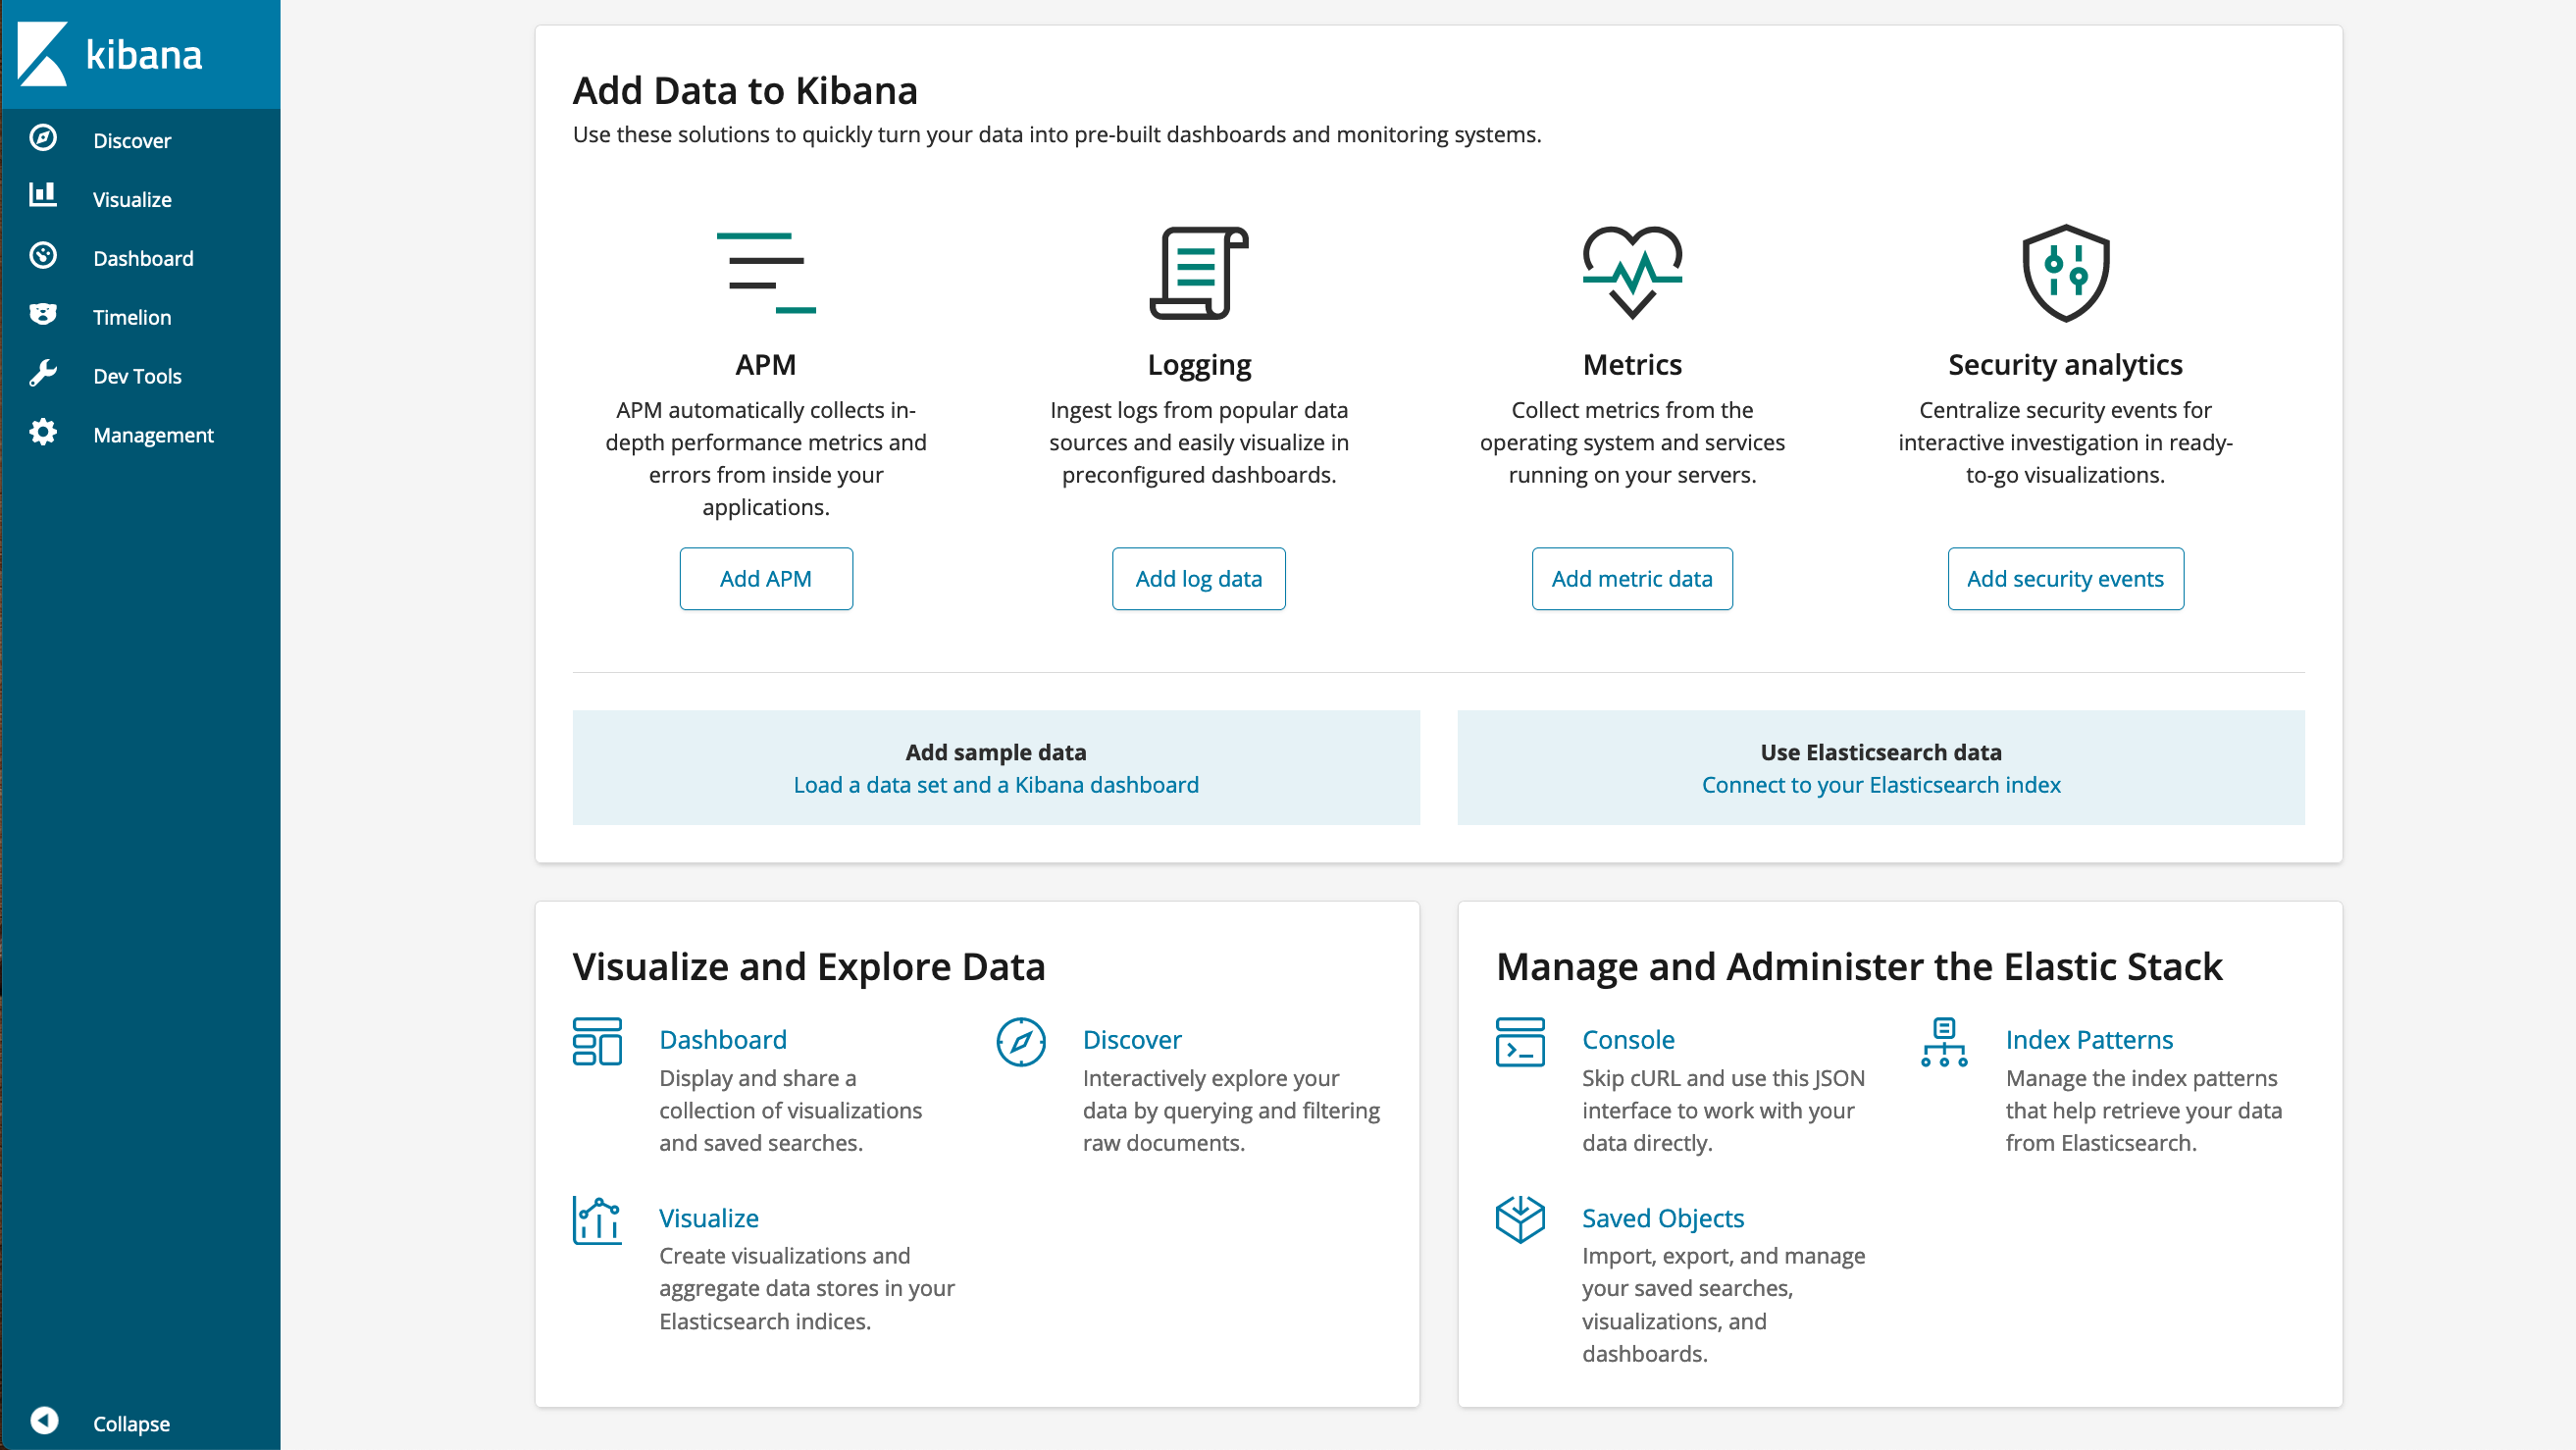 kibana
Discover
Visualize
Dashboard
Timelion
Dev Tools
Management
Collapse
Add Data to Kibana
Use these solutions to quickly turn your data into pre-built dashboards and monitoring systems.
APM
APM automatically collects in-
depth performance metrics and
errors from inside your
applications.
Add APM
Logging
Ingest logs from popular data
sources and easily visualize in
preconfigured dashboards.
Add log data
Metrics
Collect metrics from the
operating system and services
running on your servers.
Add metric data
Security analytics
Centralize security events for
interactive investigation in ready-
to-go visualizations.
Add security events
Add sample data
Load a data set and a Kibana dashboard
Use Elasticsearch data
Connect to your Elasticsearch index
Visualize and Explore Data
Dashboard
Display and share a
collection of visualizations
and saved searches.
Discover
Interactively explore your
data by querying and filtering
raw documents.
Visualize
Create visualizations and
aggregate data stores in your
Elasticsearch indices.
Manage and Administer the Elastic Stack
Console
Skip cURL and use this JSON
interface to work with your
data directly.
Index Patterns
Manage the index patterns
that help retrieve your data
from Elasticsearch.
Saved Objects
Import, export, and manage
your saved searches,
visualizations, and
dashboards.